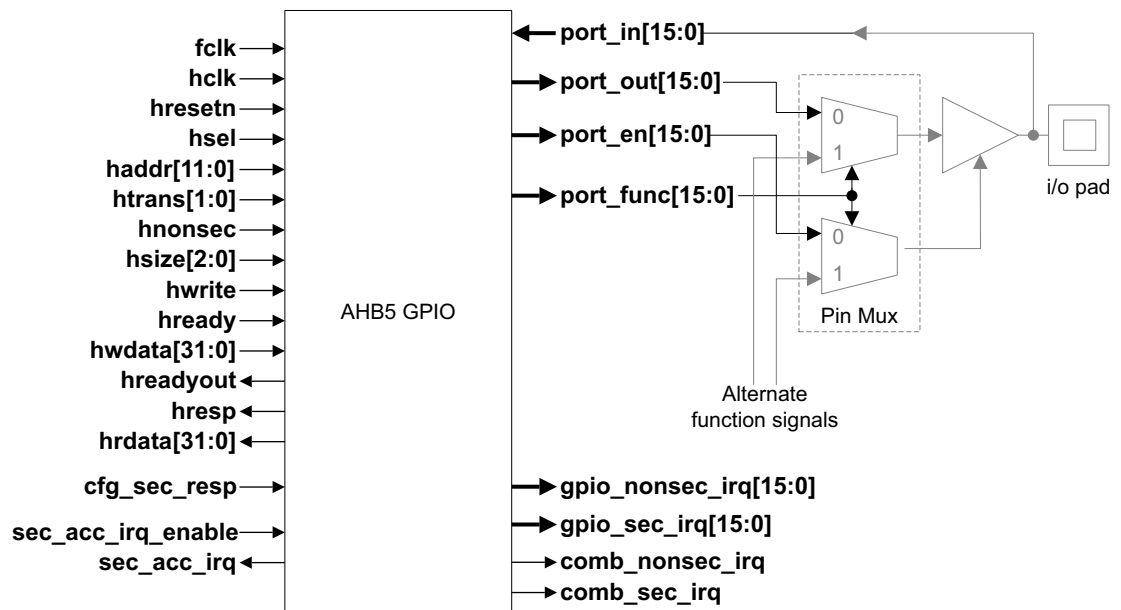 fclk
hclk
hresetn
hsel
haddr[11:0]
htrans[1:0]
hnonsec
hsize[2:0]
hwrite
hready
hwdata[31:0]
hreadyout
hresp
hrdata[31:0]
cfg_sec_resp
sec_acc_irq_enable
sec_acc_irq
AHB5 GPIO
port_in[15:0]
port_out[15:0]
port_en[15:0]
port_func[15:0]
0
1
0
1
Pin Mux
i/o pad
Alternate
function signals
gpio_nonsec_irq[15:0]
gpio_sec_irq[15:0]
comb_nonsec_irq
comb_sec_irq